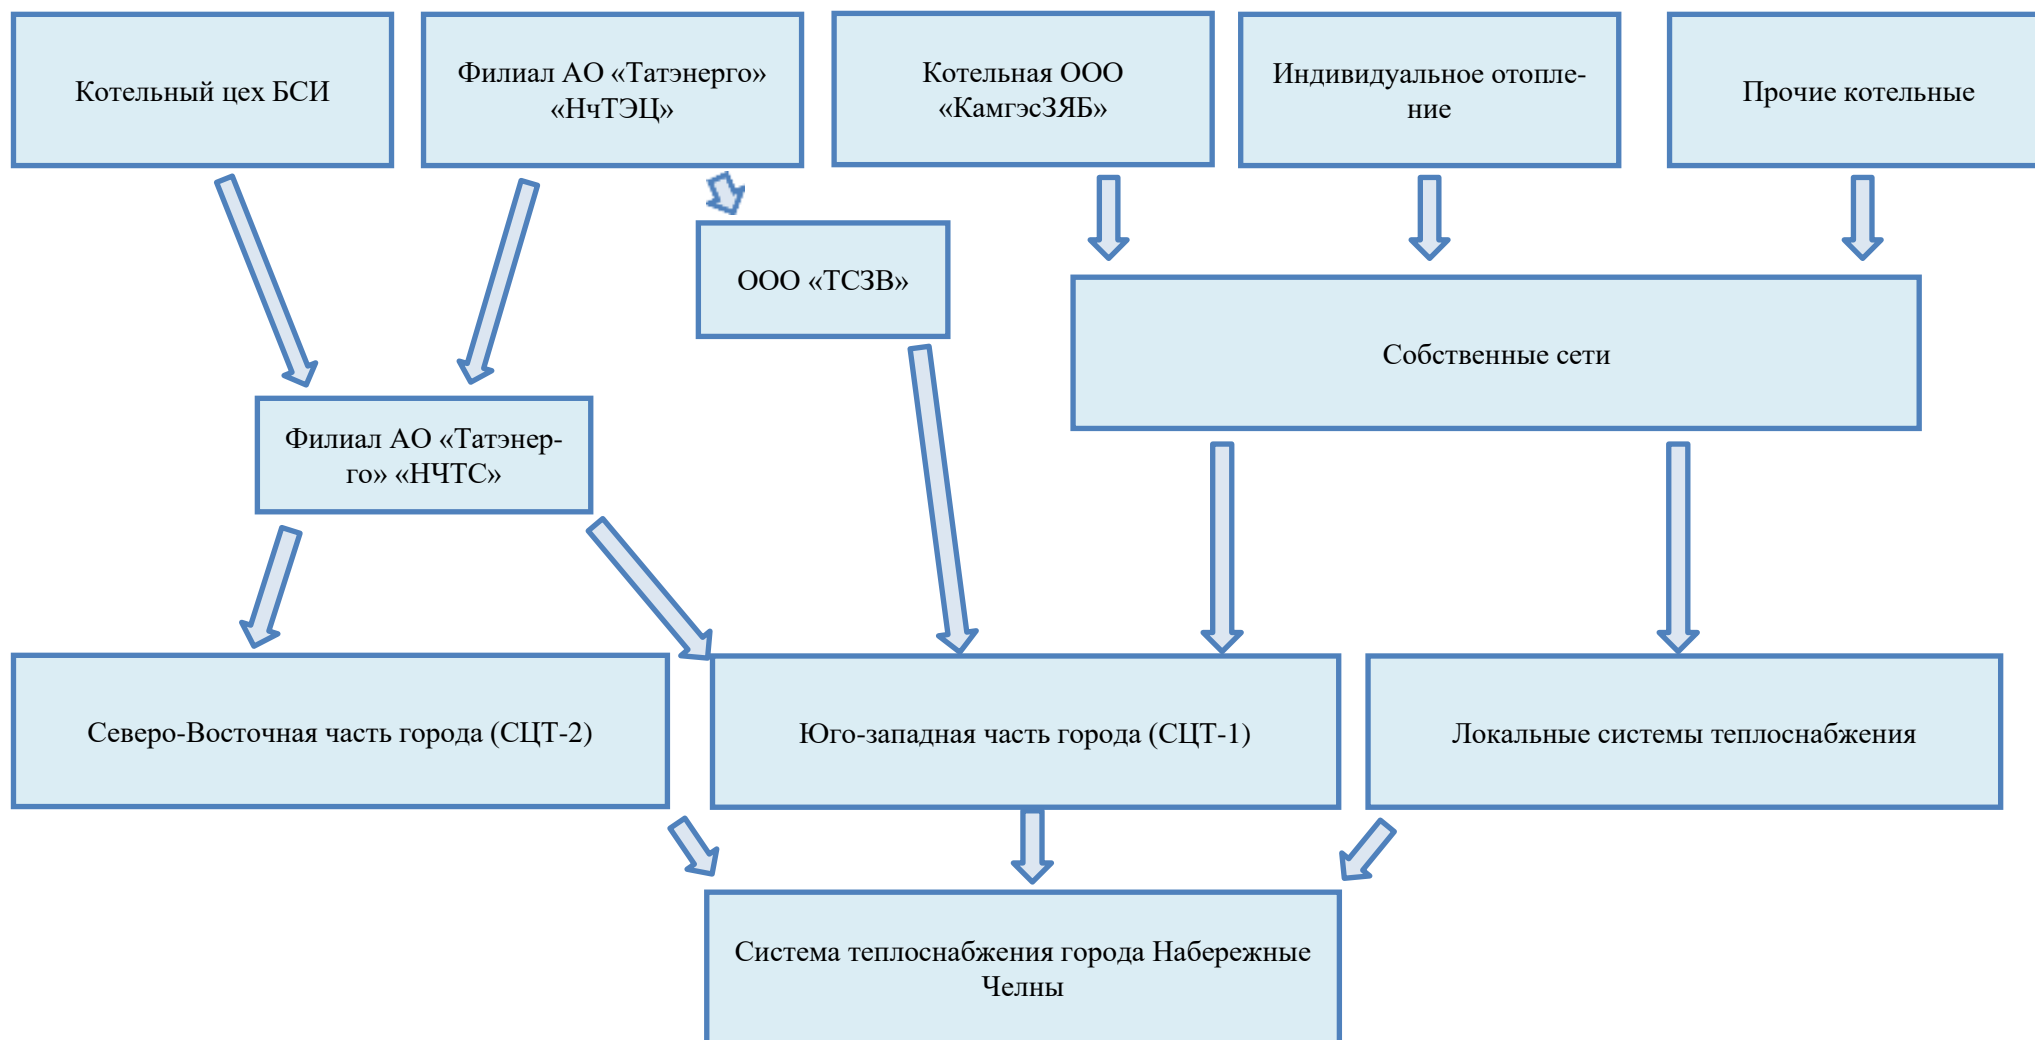 Котельный цех БСИ
Филиал АО «Татэнерго»
«НчТЭЦ»
Котельная ООО
«КамгэсЗЯБ»
Индивидуальное отопле-
ние
Прочие котельные
ООО «ТСЗВ»
Собственные сети
Филиал АО «Татэнер-
го» «НЧТС»
Северо-Восточная часть города (СЦТ-2)
Юго-западная часть города (СЦТ-1)
Локальные системы теплоснабжения
Система теплоснабжения города Набережные
Челны